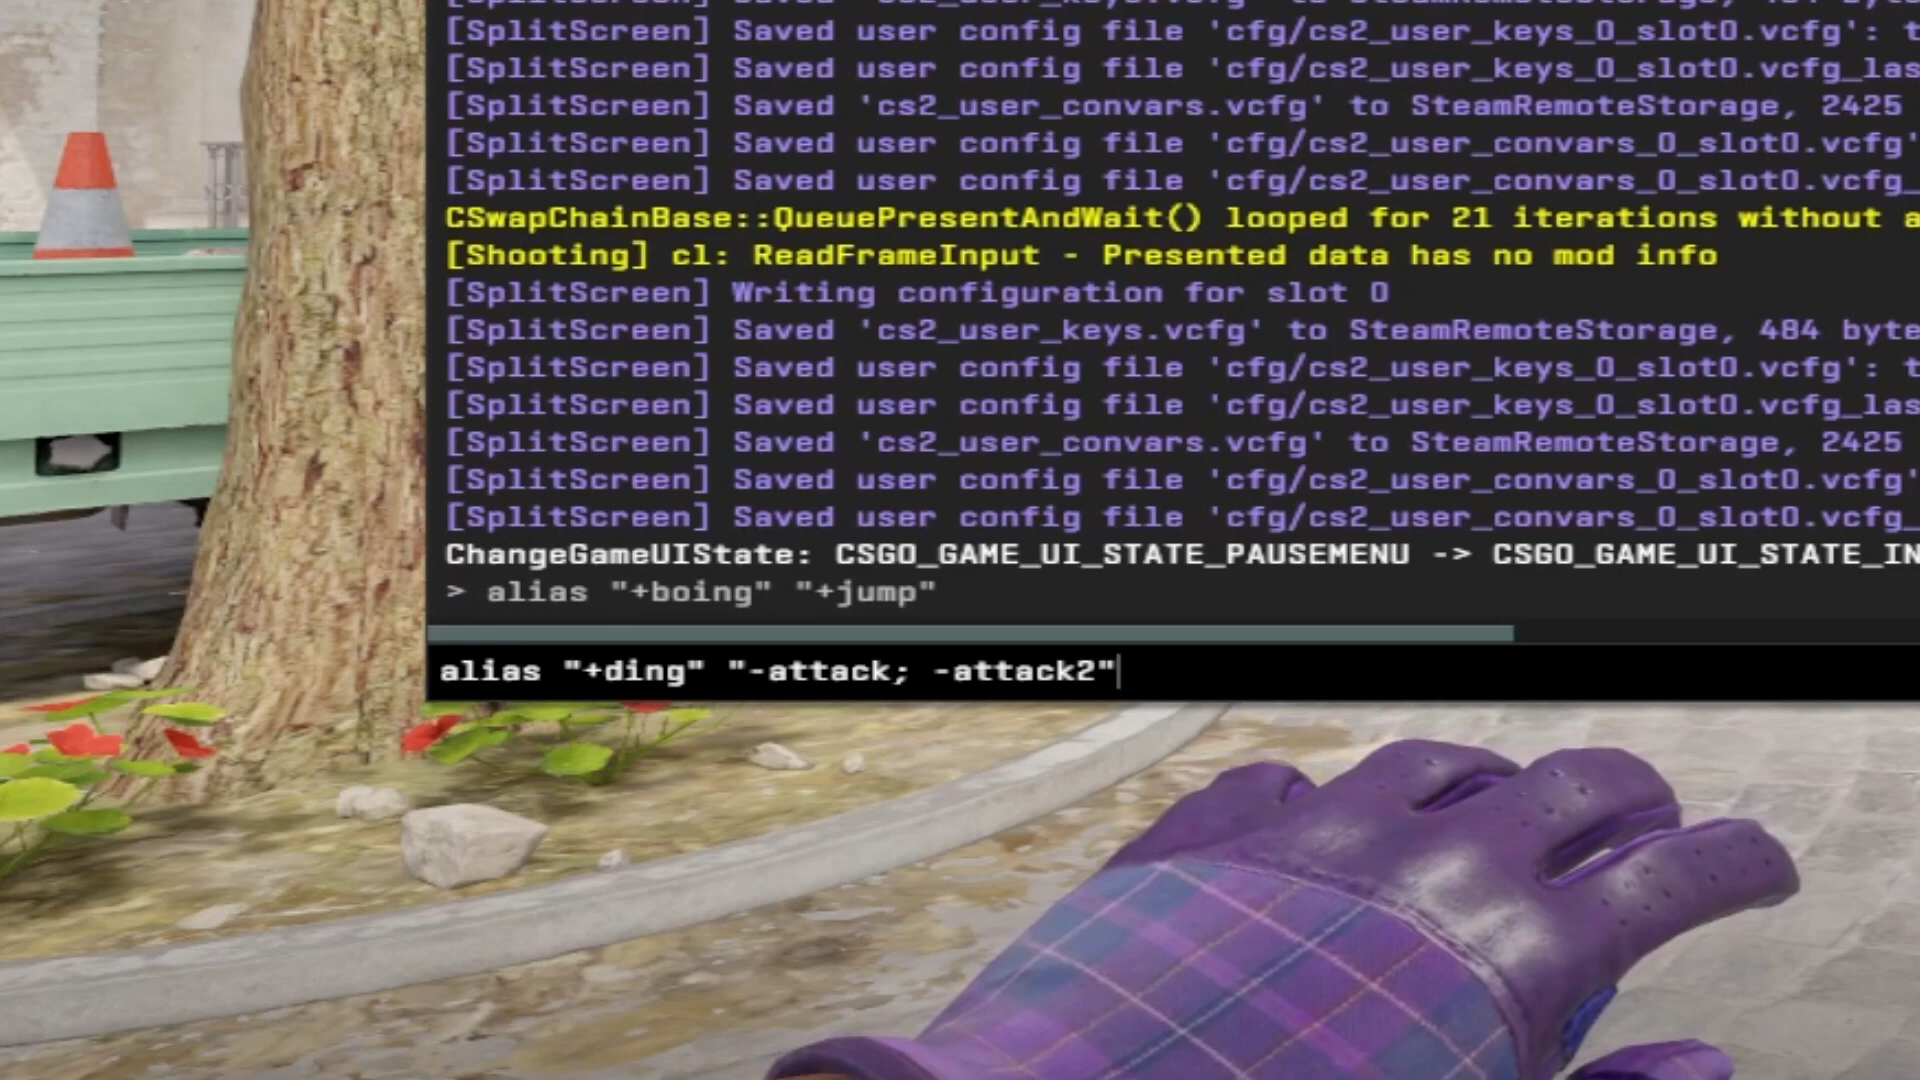 [SplitScreen] Saved user config file 'cfg/cs2_user_keys_0_slot0.vcfg': t
[SplitScreen] Saved user config file 'cfg/cs2_user_keys_0_slot0.vcfg_las
[SplitScreen] Saved 'cs2_user_convars.vcfg' to SteamRemoteStorage, 2425
[SplitScreen] Saved user config file 'cfg/cs2_user_convars_0_slot0.vcfg'
[SplitScreen] Saved user config file 'cfg/cs2_user_convars_0_slot0.vcfg_
CSwapChainBase::QueuePresentAndWait() looped for 21 iterations without a
[Shooting] cl: ReadFrameInput - Presented data has no mod info
[SplitScreen] Writing configuration for slot 0
[SplitScreen] Saved 'cs2_user_keys.vcfg' to SteamRemoteStorage, 484 byte
[SplitScreen] Saved user config file 'cfg/cs2_user_keys_0_slot0.vcfg': t
[SplitScreen] Saved user config file 'cfg/cs2_user_keys_0_slot0.vcfg_las
[SplitScreen] Saved 'cs2_user_convars.vcfg' to SteamRemoteStorage, 2425
[SplitScreen] Saved user config file 'cfg/cs2_user_convars_0_slot0.vcfg'
[SplitScreen] Saved user config file 'cfg/cs2_user_convars_0_slot0.vcfg_
ChangeGameUIState: CSGO_GAME_UI_STATE_PAUSEMENU -> CSGO_GAME_UI_STATE_IN
> alias "+boing" "+jump"
alias "+ding" "-attack; -attack2"